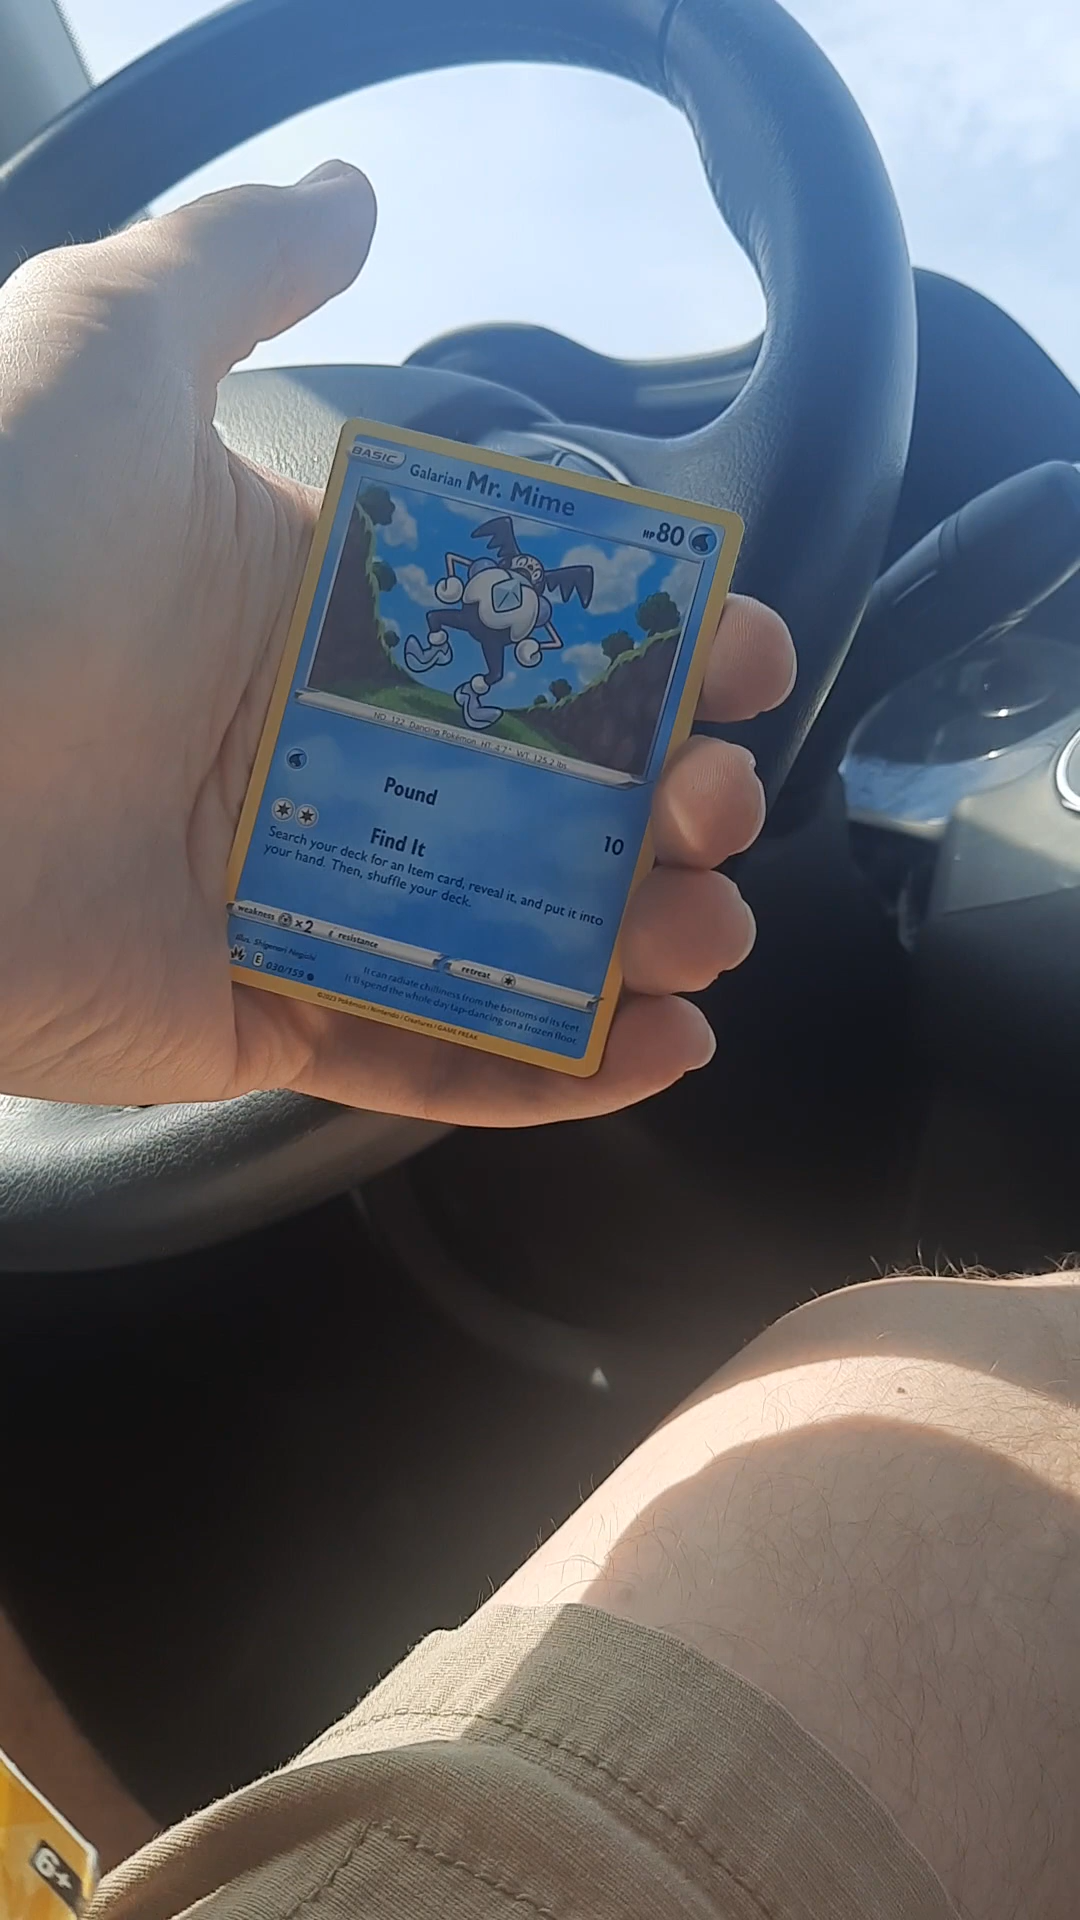 BASIC Galarian Mr. Mime HP 80
NO. 122 Dancing Pokémon HT: 4'7" WT: 125.2 lbs.
Pound 10
Find It
Search your deck for an Item card, reveal it, and put it into
your hand. Then, shuffle your deck.
weakness ×2 resistance retreat
Illus. Shigenori Negishi
E 030/159
It can radiate chilliness from the bottoms of its feet.
It'll spend the whole day tap-dancing on a frozen floor.
©2023 Pokémon / Nintendo / Creatures / GAME FREAK
6+